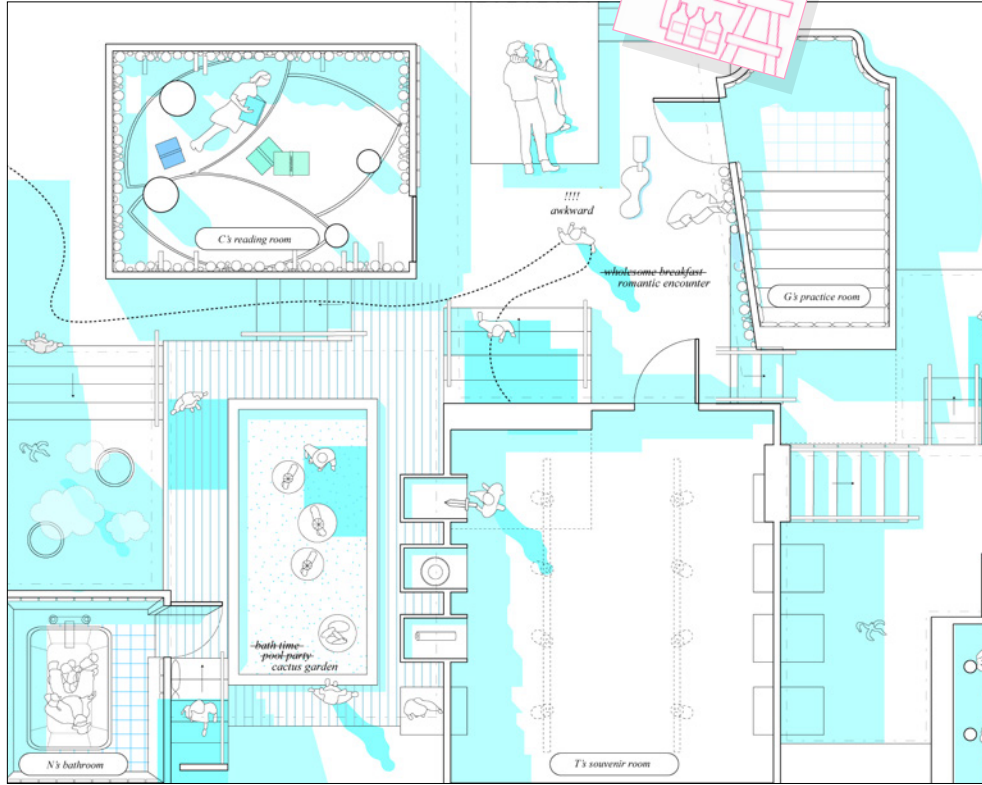 !!!!
awkward
C's reading room
wholesome breakfast
romantic encounter
G's practice room
bath time
pool party
cactus garden
N's bathroom
T's souvenir room